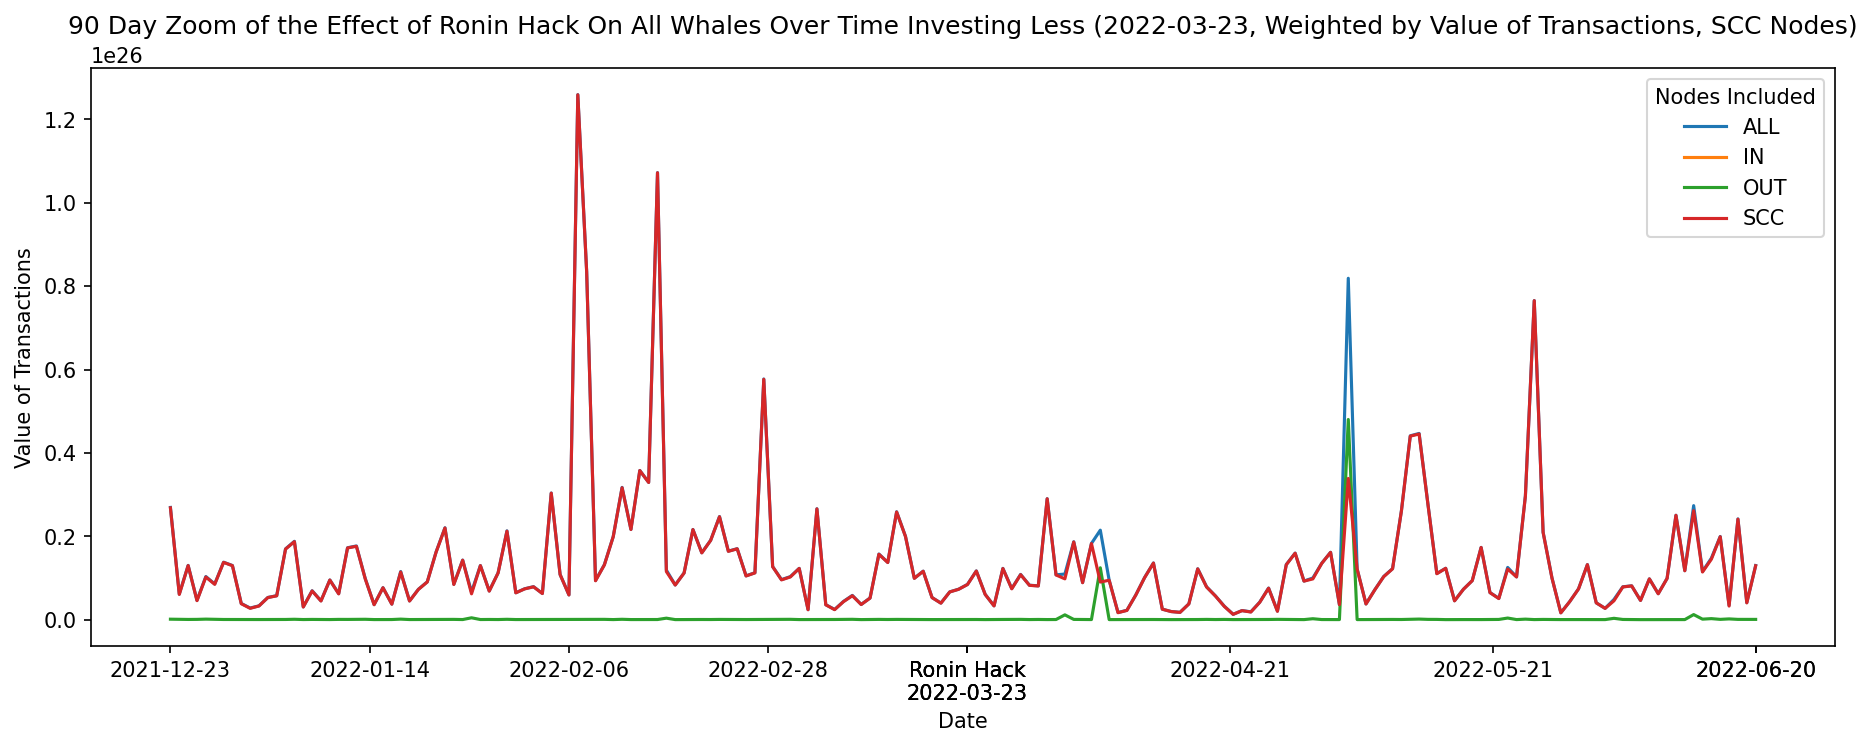 90 Day Zoom of the Effect of Ronin Hack On All Whales Over Time Investing Less (2022-03-23, Weighted by Value of Transactions, SCC Nodes)
1e26
Nodes Included
ALL
IN
OUT
SCC
1.2
1.0
0.8
0.6
0.4
0.2
0.0
Value of Transactions
2021-12-23 2022-01-14 2022-02-06 2022-02-28 Ronin Hack 2022-04-21 2022-05-21 2022-06-20
2022-03-23
Date